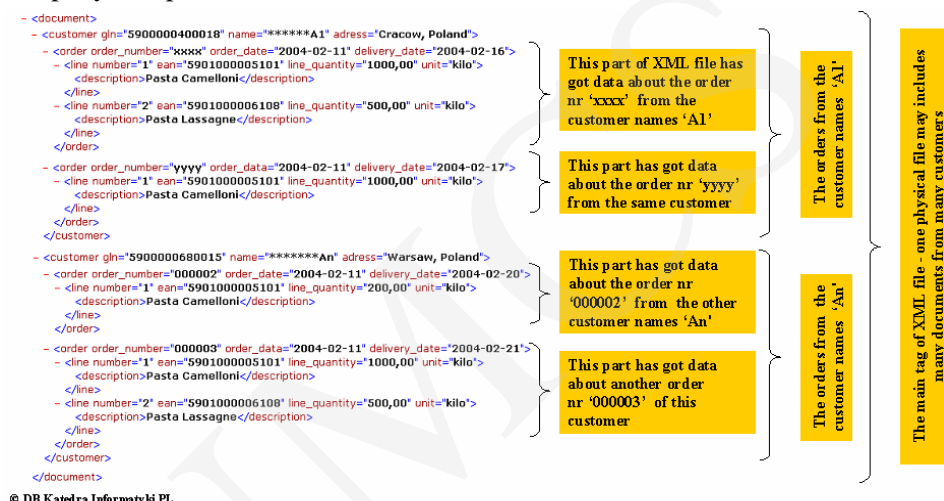 - <document>
- <customer gln="5900000400018" name="******A1" adress="Cracow, Poland">
- <order order_number="xxxx" order_date="2004-02-11" delivery_date="2004-02-16">
- <line number="1" ean="5901000005101" line_quantity="1000,00" unit="kilo">
<description>Pasta Camelloni</description>
</line>
- <line number="2" ean="5901000006108" line_quantity="500,00" unit="kilo">
<description>Pasta Lassagne</description>
</line>
</order>
- <order order_number="yyyy" order_data="2004-02-11" delivery_date="2004-02-17">
- <line number="1" ean="5901000005101" line_quantity="1000,00" unit="kilo">
<description>Pasta Camelloni</description>
</line>
</order>
</customer>
- <customer gln="5900000680015" name="*******An" adress="Warsaw, Poland">
- <order order_number="000002" order_date="2004-02-11" delivery_date="2004-02-20">
- <line number="1" ean="5901000005101" line_quantity="200,00" unit="kilo">
<description>Pasta Camelloni</description>
</line>
</order>
- <order order_number="000003" order_date="2004-02-11" delivery_date="2004-02-21">
- <line number="1" ean="5901000005101" line_quantity="1000,00" unit="kilo">
<description>Pasta Camelloni</description>
</line>
- <line number="2" ean="5901000006108" line_quantity="500,00" unit="kilo">
<description>Pasta Lassagne</description>
</line>
</order>
</customer>
</document>
This part of XML file has
got data about the order
nr ‘xxxx’ from the
customer names ‘A1’
This part has got data
about the order nr ‘yyyy’
from the same customer
This part has got data
about the order nr
‘000002’ from the other
customer names ‘An'
This part has got data
about another order
nr ‘000003’ of this
customer
The orders from the
customer names ‘A1’
The orders from the
customer names ‘An'
The main tag of XML file - one physical file may includes
many documents from many customers
© DB Katedra Informatyki PL